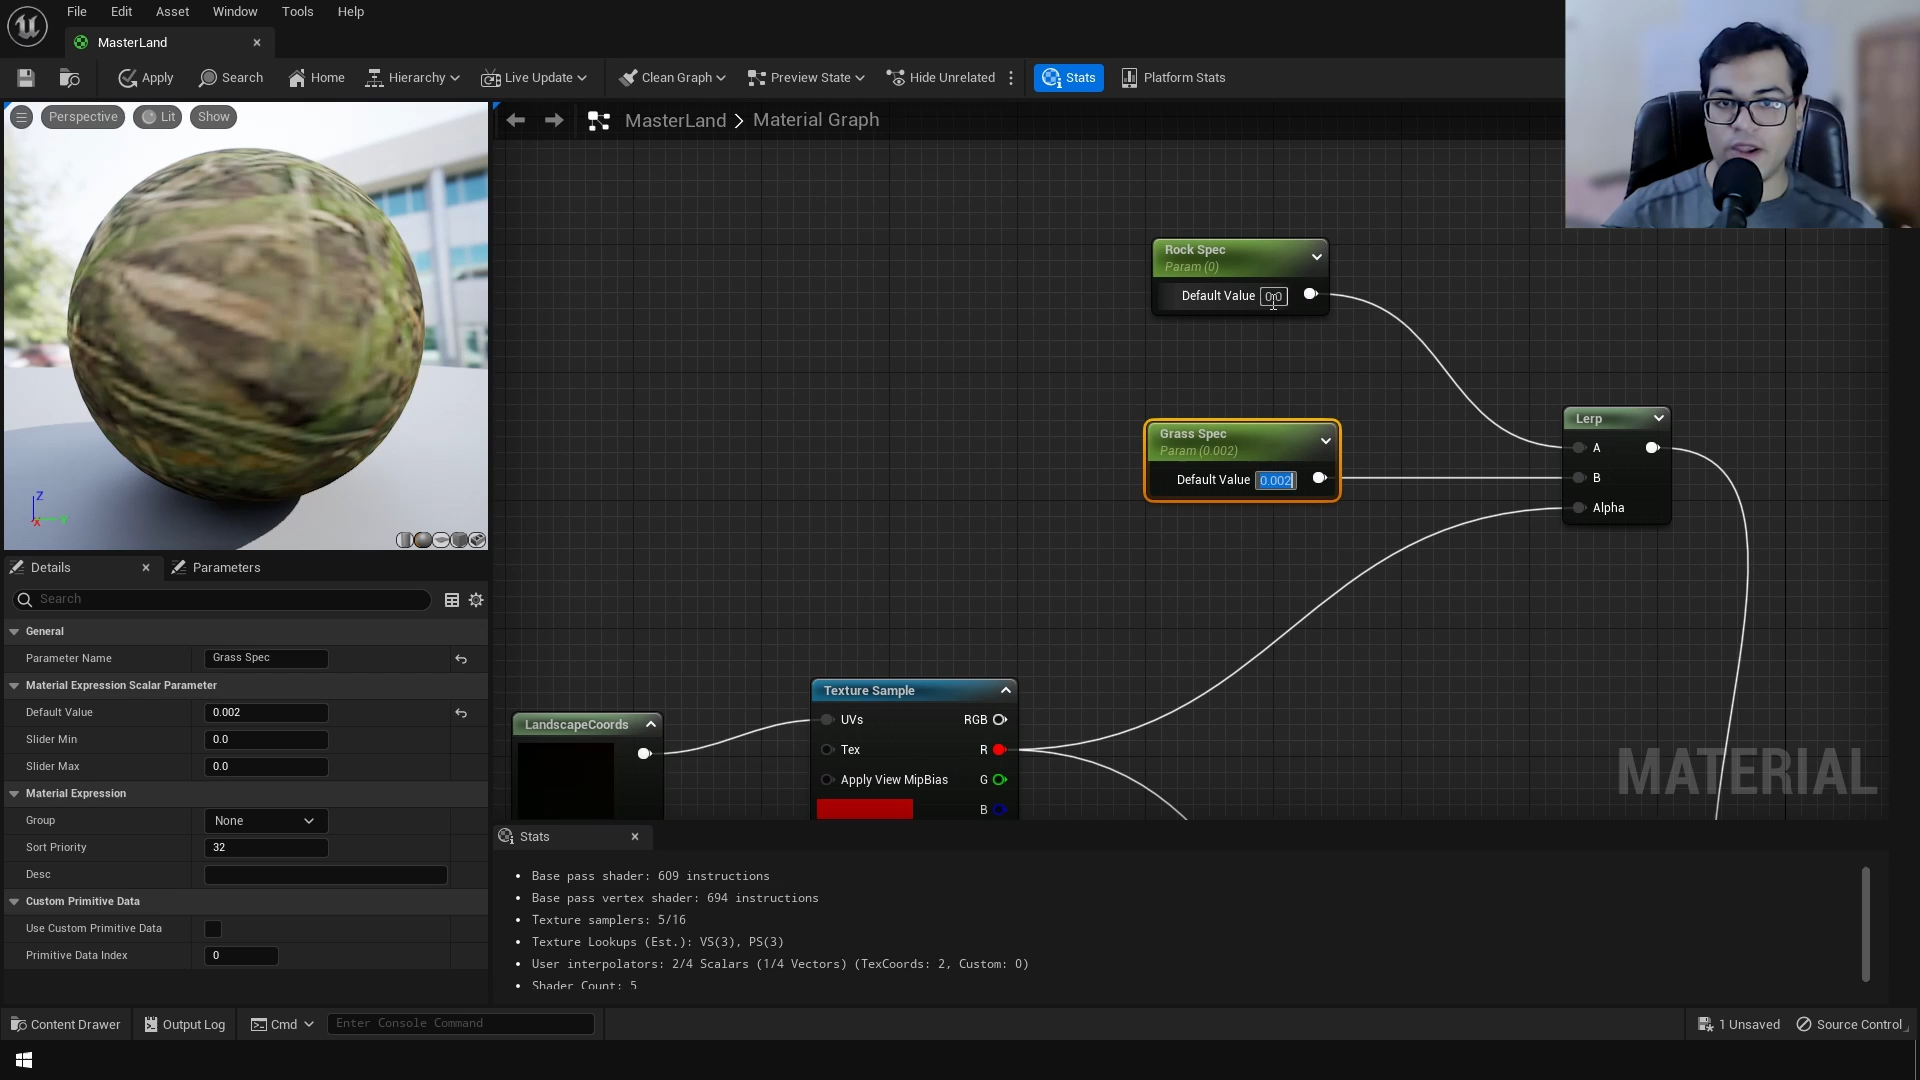 File Edit Asset Window Tools Help
MasterLand
Apply Search Home Hierarchy Live Update Clean Graph Preview State Hide Unrelated Stats Platform Stats
Perspective Lit Show
MasterLand > Material Graph
Rock Spec
Param (0)
Default Value 0.0
Grass Spec
Param (0.002)
Default Value 0.002
Lerp
A
B
Alpha
Texture Sample
UVs RGB
Tex R
Apply View MipBias G
B
LandscapeCoords
MATERIAL
Z
Details Parameters
Search
General
Parameter Name Grass Spec
Material Expression Scalar Parameter
Default Value 0.002
Slider Min 0.0
Slider Max 0.0
Material Expression
Group None
Sort Priority 32
Desc
Custom Primitive Data
Use Custom Primitive Data
Primitive Data Index 0
Stats
Base pass shader: 609 instructions
Base pass vertex shader: 694 instructions
Texture samplers: 5/16
Texture Lookups (Est.): VS(3), PS(3)
User interpolators: 2/4 Scalars (1/4 Vectors) (TexCoords: 2, Custom: 0)
Shader Count: 5
Content Drawer Output Log Cmd Enter Console Command 1 Unsaved Source Control